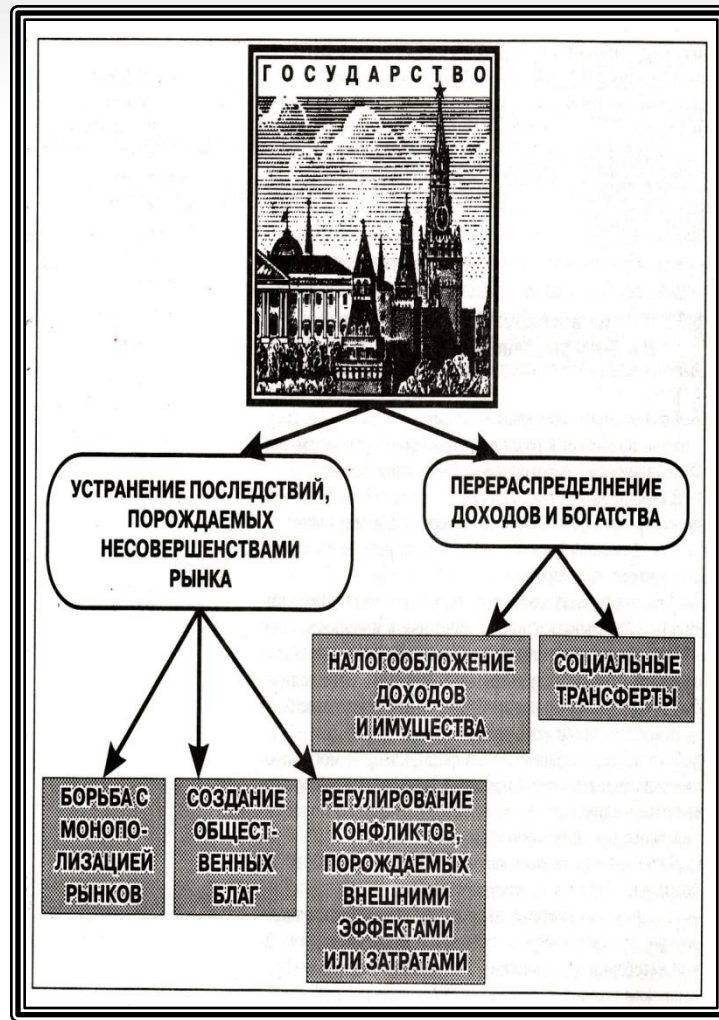 ГОСУДАРСТВО
УСТРАНЕНИЕ ПОСЛЕДСТВИЙ,
ПОРОЖДАЕМЫХ
НЕСОВЕРШЕНСТВАМИ
РЫНКА
ПЕРЕРАСПРЕДЕЛНЕНИЕ
ДОХОДОВ И БОГАТСТВА
НАЛОГООБЛОЖЕНИЕ
ДОХОДОВ
И ИМУЩЕСТВА
СОЦИАЛЬНЫЕ
ТРАНСФЕРТЫ
БОРЬБА С
МОНОПО-
ЛИЗАЦИЕЙ
РЫНКОВ
СОЗДАНИЕ
ОБЩЕСТ-
ВЕННЫХ
БЛАГ
РЕГУЛИРОВАНИЕ
КОНФЛИКТОВ,
ПОРОЖДАЕМЫХ
ВНЕШНИМИ
ЭФФЕКТАМИ
ИЛИ ЗАТРАТАМИ